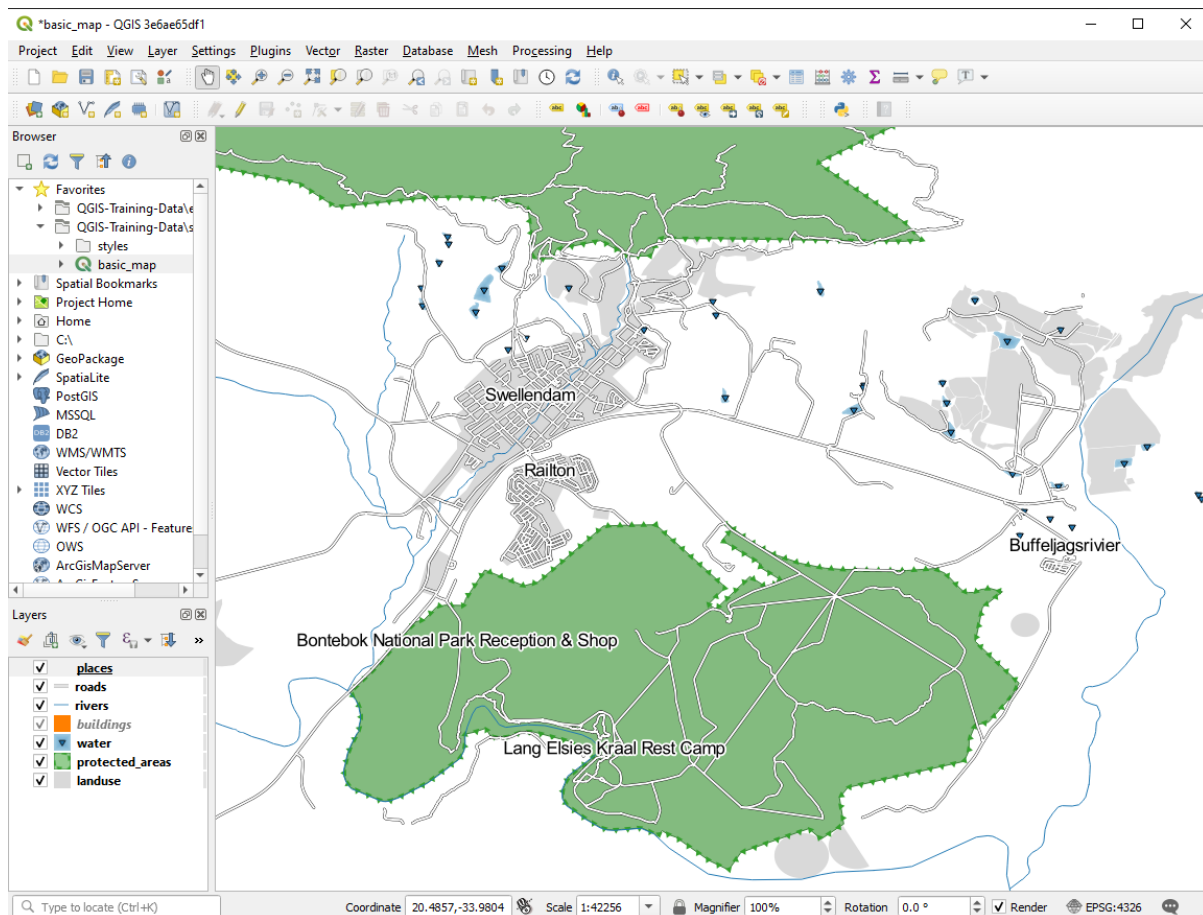 *basic_map - QGIS 3e6ae65df1
Project Edit View Layer Settings Plugins Vector Raster Database Mesh Processing Help
Browser
Favorites
QGIS-Training-Data\e
QGIS-Training-Data\s
styles
basic_map
Spatial Bookmarks
Project Home
Home
C:\
GeoPackage
SpatiaLite
PostGIS
MSSQL
DB2
WMS/WMTS
Vector Tiles
XYZ Tiles
WCS
WFS / OGC API - Feature
OWS
ArcGisMapServer
Layers
places
roads
rivers
buildings
water
protected_areas
landuse
Swellendam
Railton
Buffeljagsrivier
Bontebok National Park Reception & Shop
Lang Elsies Kraal Rest Camp
Type to locate (Ctrl+K) Coordinate 20.4857,-33.9804 Scale 1:42256 Magnifier 100% Rotation 0.0 ° Render EPSG:4326